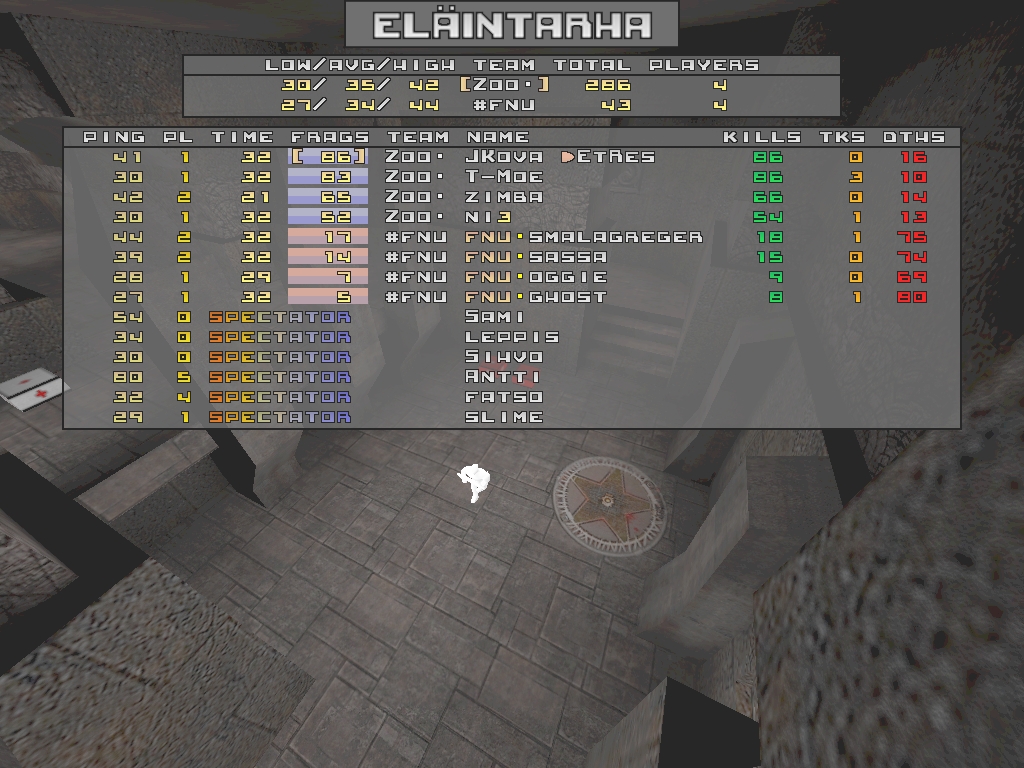 ELÄINTARHA
LOW/AVG/HIGH TEAM TOTAL PLAYERS
30/ 35/ 42 [ZOO·] 286 4
27/ 34/ 44 #FNU 43 4
PING PL TIME FRAGS TEAM NAME KILLS TKS DTHS
41 1 32 [ 86] ZOO· JKOVA DETRES 86 0 16
30 1 32 83 ZOO· T-MOE 86 3 10
42 2 21 65 ZOO· ZIMBA 66 0 14
30 1 32 52 ZOO· NI3 54 1 13
44 2 32 17 #FNU FNU·SMALAGREGER 18 1 75
39 2 32 14 #FNU FNU·SASSA 15 0 74
28 1 29 7 #FNU FNU·OGGIE 9 0 69
27 1 32 5 #FNU FNU·GHOST 8 1 80
54 0 SPECTATOR SAMI
34 0 SPECTATOR LEPPIS
30 0 SPECTATOR SIHVO
80 5 SPECTATOR ANTTI
32 4 SPECTATOR FATSO
29 1 SPECTATOR SLIME